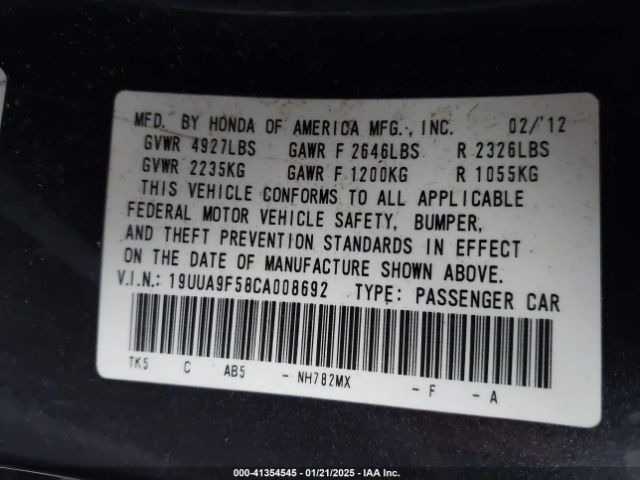 MFD. BY HONDA OF AMERICA MFG., INC. 02/'12
GVWR 4927LBS GAWR F 2646LBS R 2326LBS
GVWR 2235KG GAWR F 1200KG R 1055KG
THIS VEHICLE CONFORMS TO ALL APPLICABLE
FEDERAL MOTOR VEHICLE SAFETY, BUMPER,
AND THEFT PREVENTION STANDARDS IN EFFECT
ON THE DATE OF MANUFACTURE SHOWN ABOVE.
V.I.N.: 19UUA9F58CA008692 TYPE: PASSENGER CAR
TK5 C AB5 - NH782MX - F - A
000-41354545 / 01/21/2025 - IAA Inc.